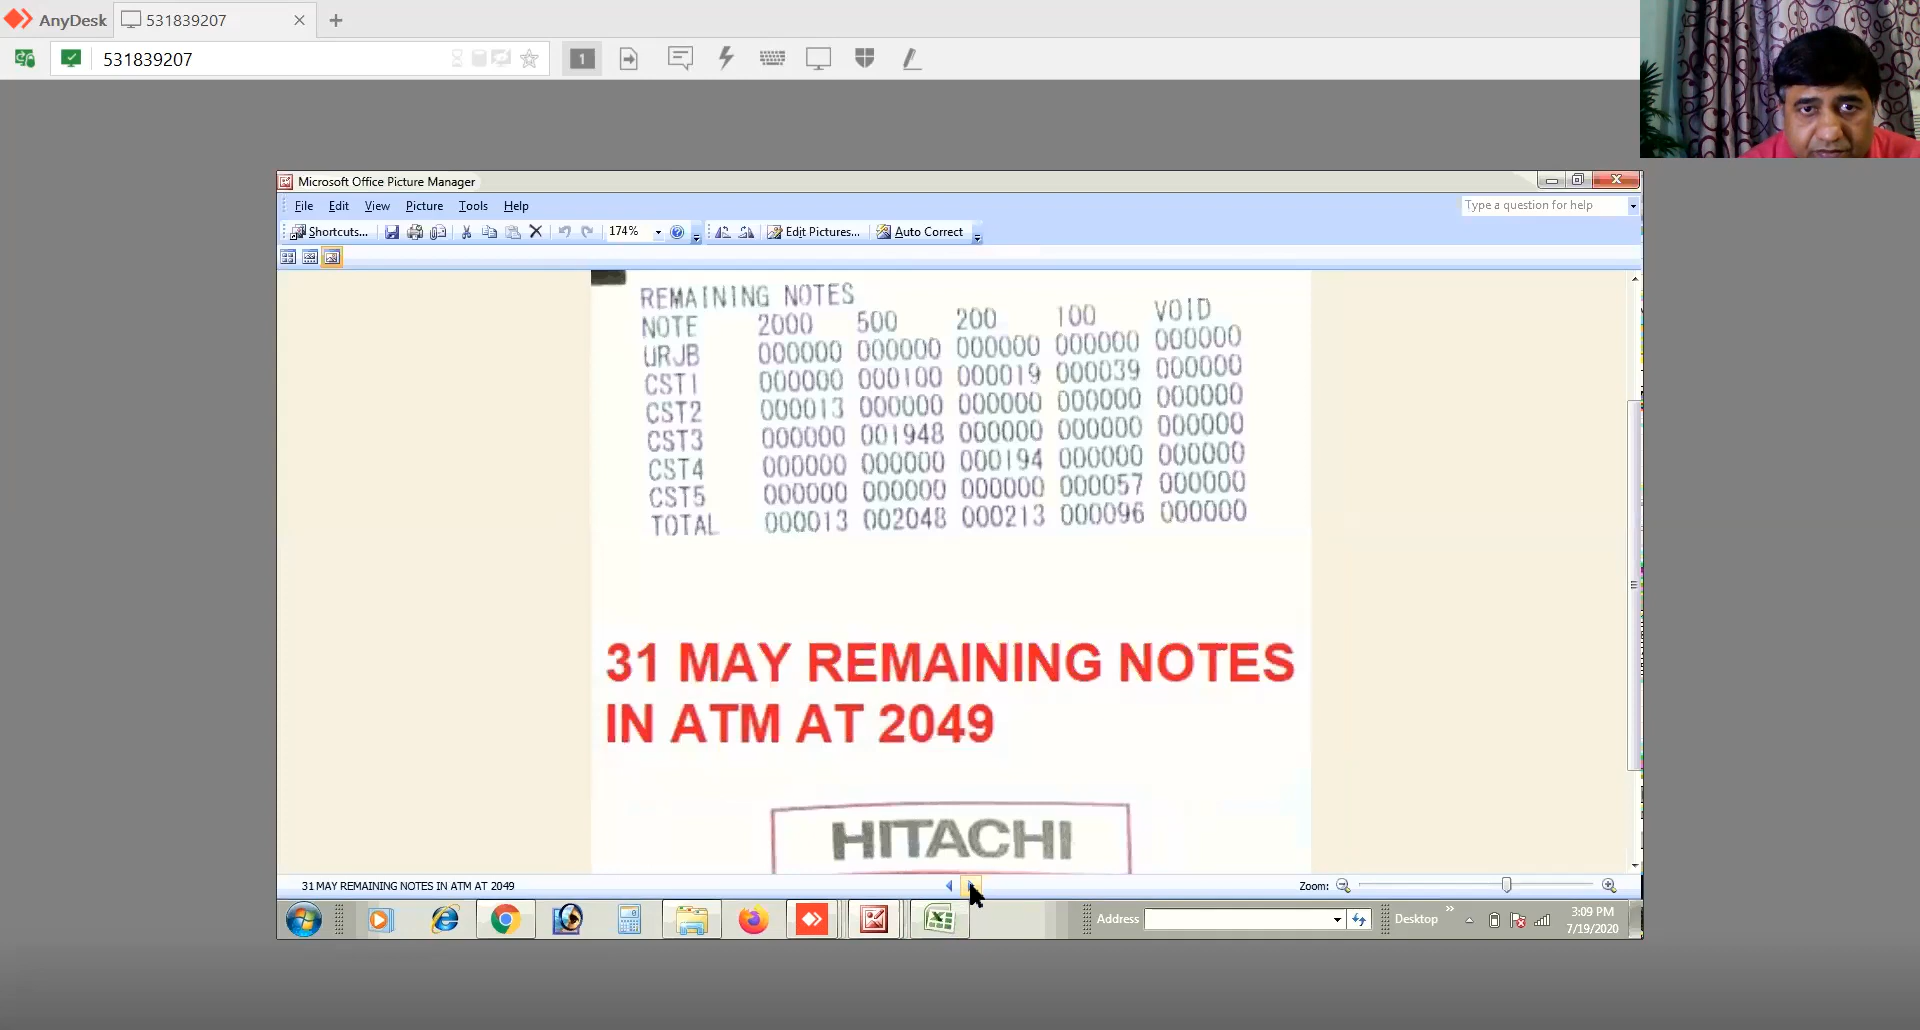 AnyDesk 531839207
531839207 1
Microsoft Office Picture Manager
File Edit View Picture Tools Help Type a question for help
Shortcuts... 174% Edit Pictures... Auto Correct
REMAINING NOTES
NOTE 2000 500 200 100 VOID
URJB 000000 000000 000000 000000 000000
CST1 000000 000100 000019 000039 000000
CST2 000013 000000 000000 000000 000000
CST3 000000 001948 000000 000000 000000
CST4 000000 000000 000194 000000 000000
CST5 000000 000000 000000 000057 000000
TOTAL 000013 002048 000213 000096 000000
31 MAY REMAINING NOTES
IN ATM AT 2049
HITACHI
31 MAY REMAINING NOTES IN ATM AT 2049 Zoom:
Address Desktop 3:09 PM
7/19/2020